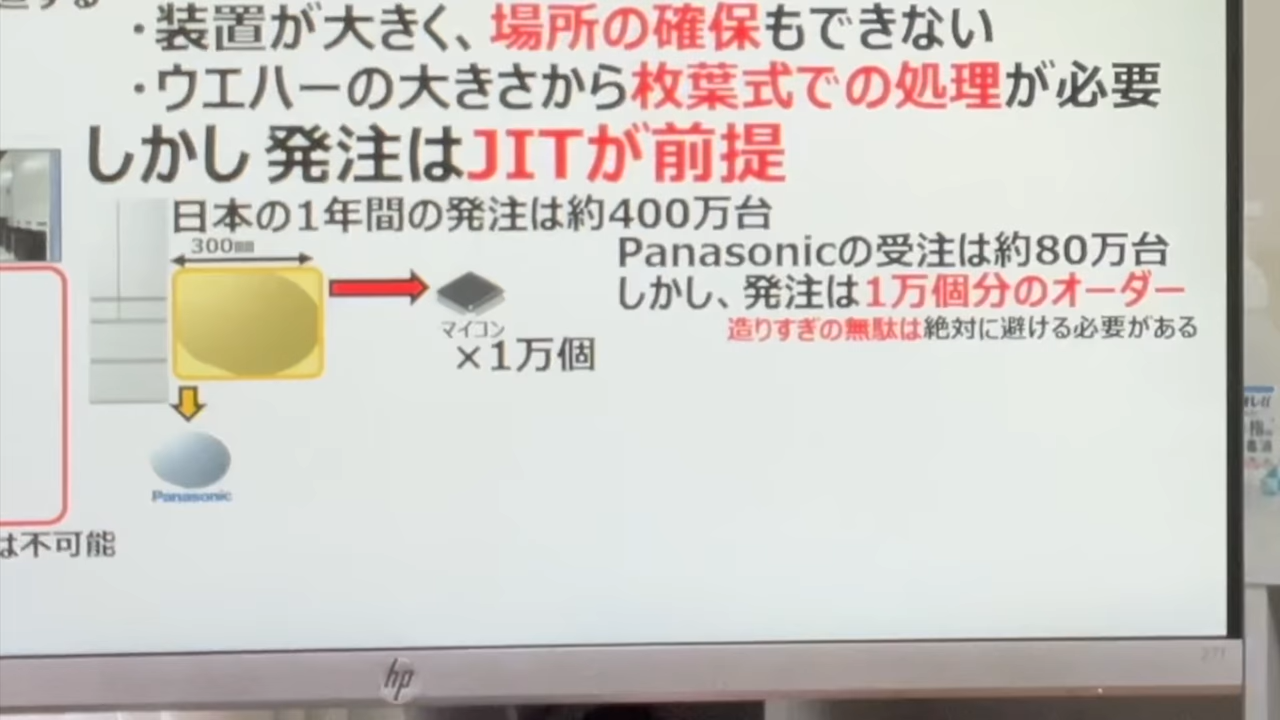 ・装置が大きく、場所の確保もできない
・ウエハーの大きさから枚葉式での処理が必要
しかし 発注はJITが前提
日本の1年間の発注は約400万台
300㎜
Panasonicの受注は約80万台
しかし、発注は1万個分のオーダー
造りすぎの無駄は絶対に避ける必要がある
マイコン
×1万個
Panasonic
は不可能
hp